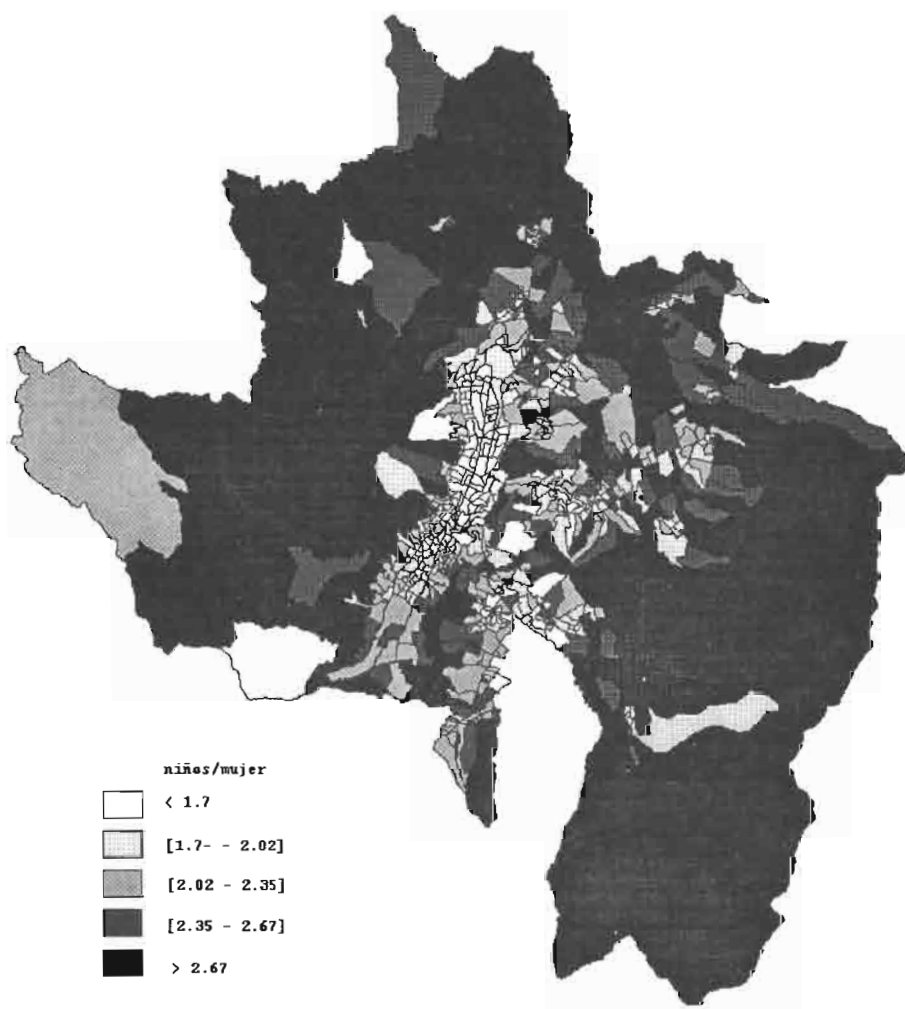 niños/mujer
< 1.7
[1.7- - 2.02]
[2.02 - 2.35]
[2.35 - 2.67]
> 2.67